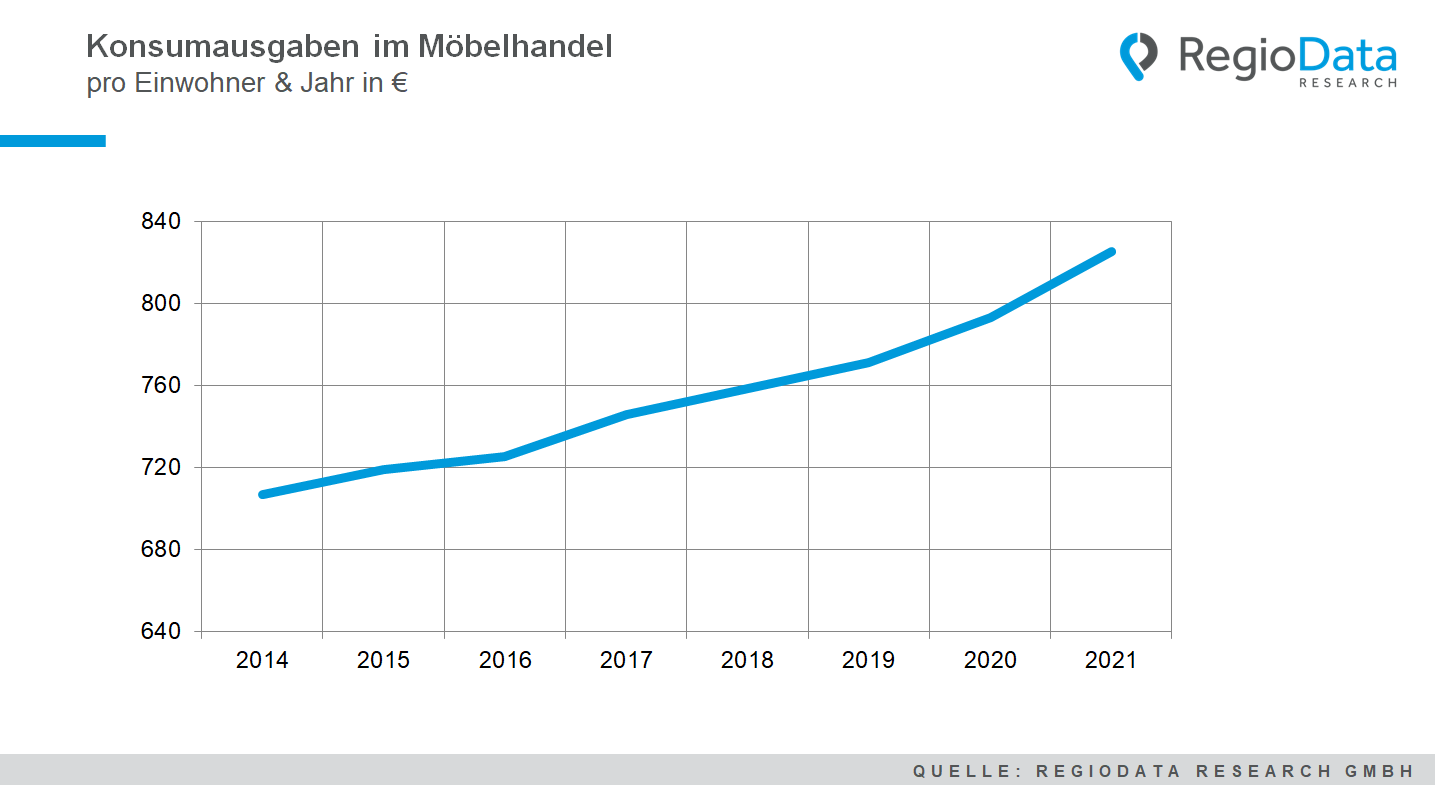 Konsumausgaben im Möbelhandel
pro Einwohner & Jahr in €
RegioData
RESEARCH
840
800
760
720
680
640
2014 2015 2016 2017 2018 2019 2020 2021
QUELLE: REGIODATA RESEARCH GMBH